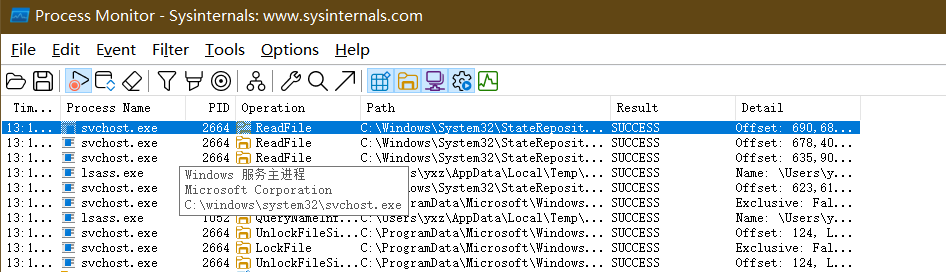 Process Monitor - Sysinternals: www.sysinternals.com
File Edit Event Filter Tools Options Help
Tim... Process Name PID Operation Path Result Detail
13:1... svchost.exe 2664 ReadFile C:\Windows\System32\StateReposit... SUCCESS Offset: 690,68...
13:1... svchost.exe 2664 ReadFile C:\Windows\System32\StateReposit... SUCCESS Offset: 678,40...
13:1... svchost.exe 2664 ReadFile C:\Windows\System32\StateReposit... SUCCESS Offset: 635,90...
13:1... lsass.exe \yxz\AppData\Local\Temp\... SUCCESS Name: \Users\y...
Windows 服务主进程
13:1... svchost.exe \Windows\System32\StateReposit... SUCCESS Offset: 623,61...
Microsoft Corporation
13:1... svchost.exe \ProgramData\Microsoft\Window... SUCCESS Exclusive: Fal...
C:\windows\system32\svchost.exe
13:1... lsass.exe 1052 QueryNameInf... C:\Users\yxz\AppData\Local\Temp\... SUCCESS Name: \Users\y...
13:1... svchost.exe 2664 UnlockFileSi... C:\ProgramData\Microsoft\Window... SUCCESS Offset: 124, L...
13:1... svchost.exe 2664 LockFile C:\ProgramData\Microsoft\Window... SUCCESS Exclusive: Fal...
13:1... svchost.exe 2664 UnlockFileSi... C:\ProgramData\Microsoft\Window... SUCCESS Offset: 124, L...